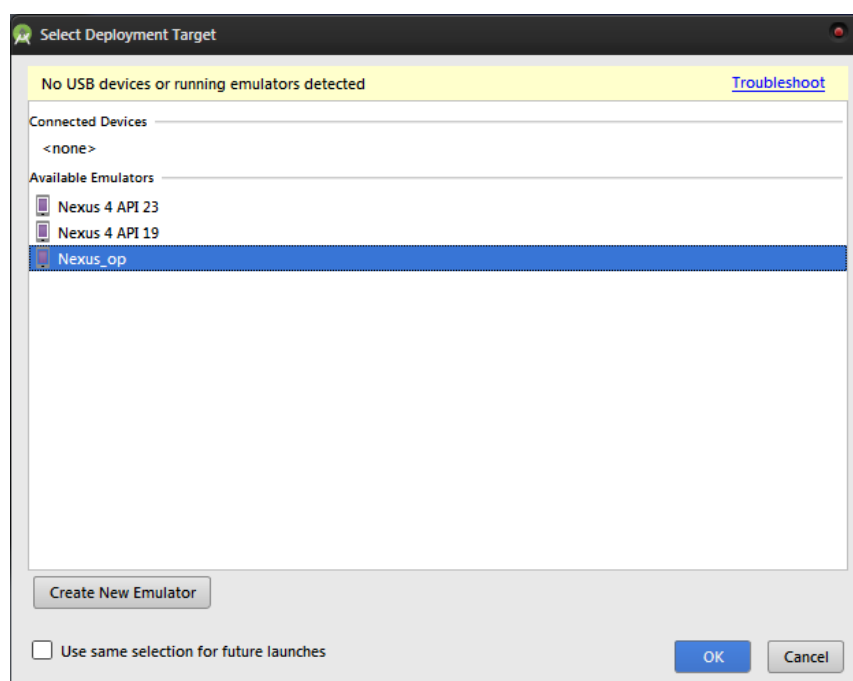 Select Deployment Target
No USB devices or running emulators detected Troubleshoot
Connected Devices
<none>
Available Emulators
Nexus 4 API 23
Nexus 4 API 19
Nexus_op
Create New Emulator
Use same selection for future launches
OK Cancel